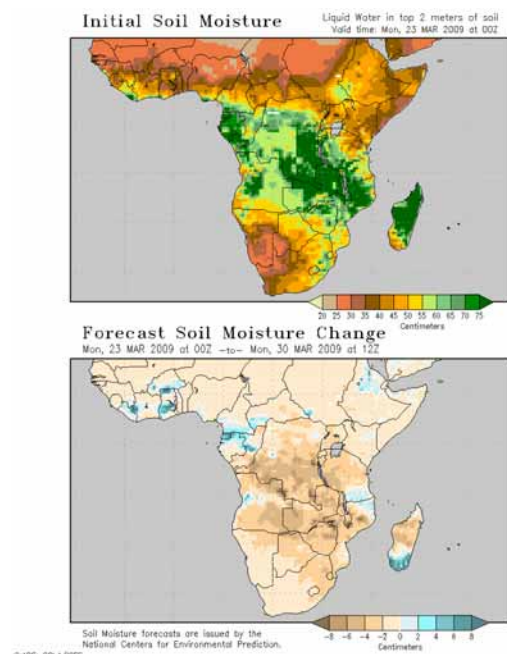 Initial Soil Moisture
Liquid Water in top 2 meters of soil
Valid time: Mon, 23 MAR 2009 at 00Z
20 25 30 35 40 45 50 55 60 65 70 75
Centimeters
Forecast Soil Moisture Change
Mon, 23 MAR 2009 at 00Z -to- Mon, 30 MAR 2009 at 12Z
Soil Moisture forecasts are issued by the
National Centers for Environmental Prediction.
-8 -6 -4 -2 0 2 4 6 8
Centimeters